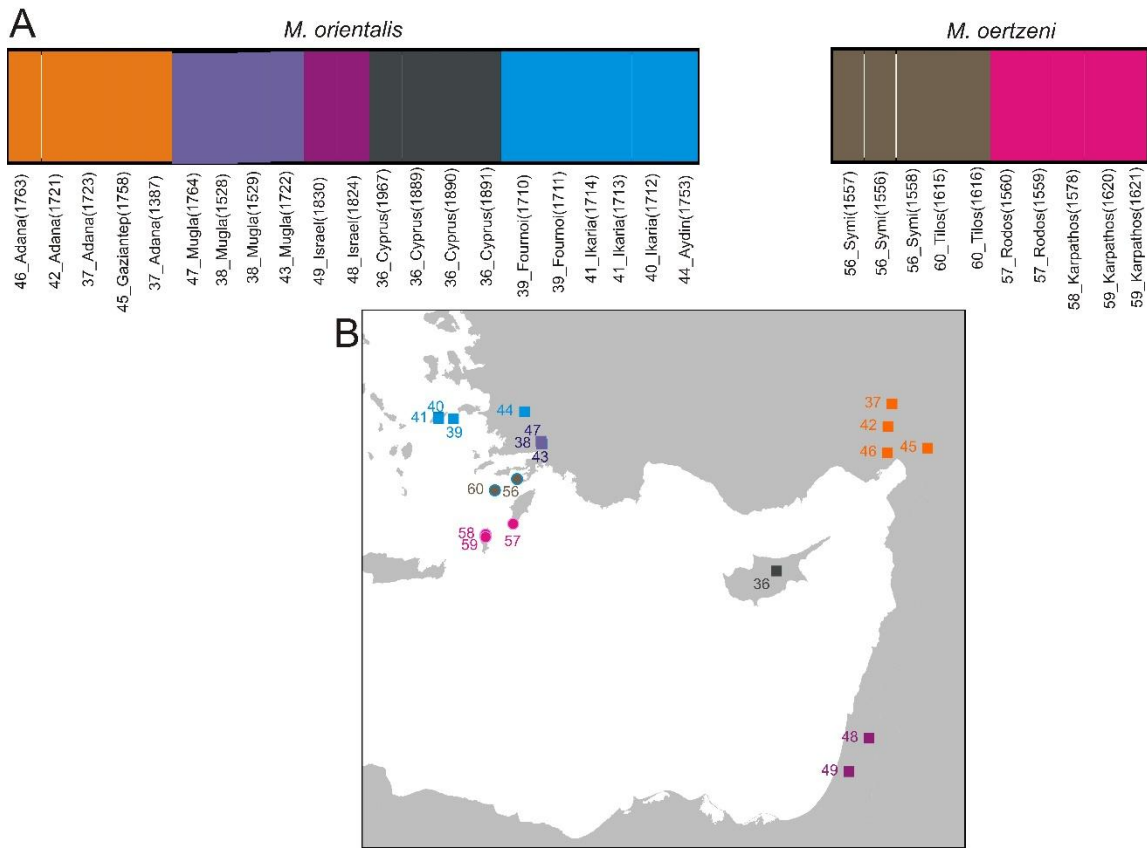 A
M. orientalis
M. oertzeni
46_Adana(1763)
42_Adana(1721)
37_Adana(1723)
45_Gaziantep(1758)
37_Adana(1387)
47_Mugla(1764)
38_Mugla(1528)
38_Mugla(1529)
43_Mugla(1722)
49_Israel(1830)
48_Israel(1824)
36_Cyprus(1967)
36_Cyprus(1889)
36_Cyprus(1890)
36_Cyprus(1891)
39_Fournoi(1710)
39_Fournoi(1711)
41_Ikaria(1714)
41_Ikaria(1713)
40_Ikaria(1712)
44_Aydin(1753)
56_Symi(1557)
56_Symi(1556)
56_Symi(1558)
60_Tilos(1615)
60_Tilos(1616)
57_Rodos(1560)
57_Rodos(1559)
58_Karpathos(1578)
59_Karpathos(1620)
59_Karpathos(1621)
B
40
41
39
44
47
38
43
60
56
58
59
57
37
42
46
45
36
48
49